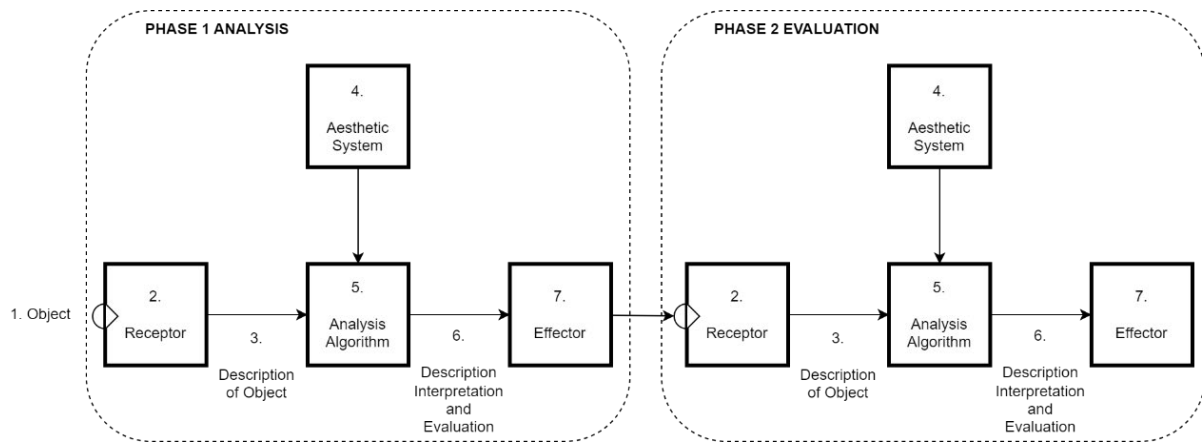 PHASE 1 ANALYSIS
4.
Aesthetic
System
1. Object
2.
Receptor
3.
Description
of Object
5.
Analysis
Algorithm
6.
Description
Interpretation
and
Evaluation
7.
Effector
PHASE 2 EVALUATION
4.
Aesthetic
System
2.
Receptor
3.
Description
of Object
5.
Analysis
Algorithm
6.
Description
Interpretation
and
Evaluation
7.
Effector